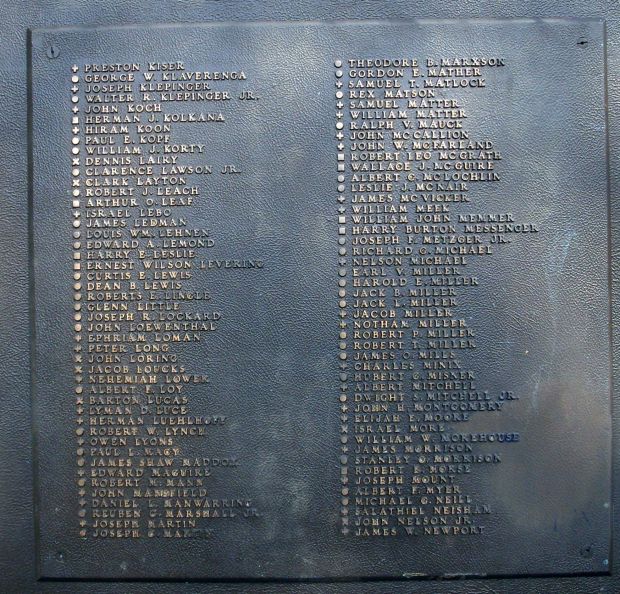 + PRESTON KISER
● GEORGE W. KLAVERENGA
+ JOSEPH KLEPINGER
● WALTER R. KLEPINGER JR.
+ JOHN KOCH
■ HERMAN J. KOLKANA
+ HIRAM KOON
● PAUL E. KOPF
● WILLIAM J. KORTY
× DENNIS LAIRY
● CLARENCE LAWSON JR.
× CLARK LAYTON
● ROBERT J. LEACH
■ ARTHUR O. LEAF
+ ISRAEL LEBO
● JAMES LEDMAN
● LOUIS WM. LEHNEN
● EDWARD A. LEMOND
■ HARRY E. LESLIE
■ ERNEST WILSON LEVERING
● CURTIS E. LEWIS
● DEAN B. LEWIS
● ROBERTS E. LINGLE
● GLENN LITTLE
● JOSEPH R. LOCKARD
● JOHN LOEWENTHAL
+ EPHRIAM LOMAN
+ PETER LONG
× JOHN LORING
× JACOB LOUCKS
+ NEHEMIAH LOWER
● ALBERT F. LOY
× BARTON LUCAS
+ LYMAN D. LUCE
+ HERMAN LUEHLHOFF
● ROBERT W. LYNCH
● OWEN LYONS
● PAUL L. MACY
● JAMES SHAW MADDOX
+ EDWARD MAGUIRE
● ROBERT M. MANN
+ JOHN MANSFIELD
+ DANIEL L. MANWARRING
● REUBEN G. MARSHALL JR.
+ JOSEPH MARTIN
● JOSEPH G.
● THEODORE B. MARXSON
● GORDON E. MATHER
+ SAMUEL T. MATLOCK
● REX MATSON
+ SAMUEL MATTER
+ WILLIAM MATTER
● RALPH V. MAUCK
+ JOHN MCCALLION
+ JOHN W. MCFARLAND
■ ROBERT LEO MCGRATH
● WALLACE J. MCGUIRE
● ALBERT G. MCLOCHLIN
● LESLIE J. MCNAIR
+ JAMES MCVICKER
+ WILLIAM MEEK
● WILLIAM JOHN MEMMER
■ HARRY BURTON MESSENGER
● JOSEPH F. METZGER JR.
● RICHARD G. MICHAEL
+ NELSON MICHAEL
● EARL V. MILLER
● HAROLD E. MILLER
● JACK B. MILLER
● JACK L. MILLER
+ JACOB MILLER
+ NOTHAM MILLER
● ROBERT P. MILLER
● ROBERT T. MILLER
● JAMES O. MILLS
+ CHARLES MINIX
● HUBERT C. MISNER
+ ALBERT MITCHELL
● DWIGHT S. MITCHELL JR.
+ JOHN H. MONTGOMERY
+ ELIJAH E. MOORE
× ISRAEL MORE
● WILLIAM W. MOREHOUSE
+ JAMES MORRISON
● STANLEY O. MORRISON
● ROBERT E. MORSE
● JOSEPH MOUNT
● ALBERT F. MYER
● MICHAEL G. NEILL
+ SALATHIEL NEISHAM
JOHN NELSON JR.
● JAMES W. NEWPORT